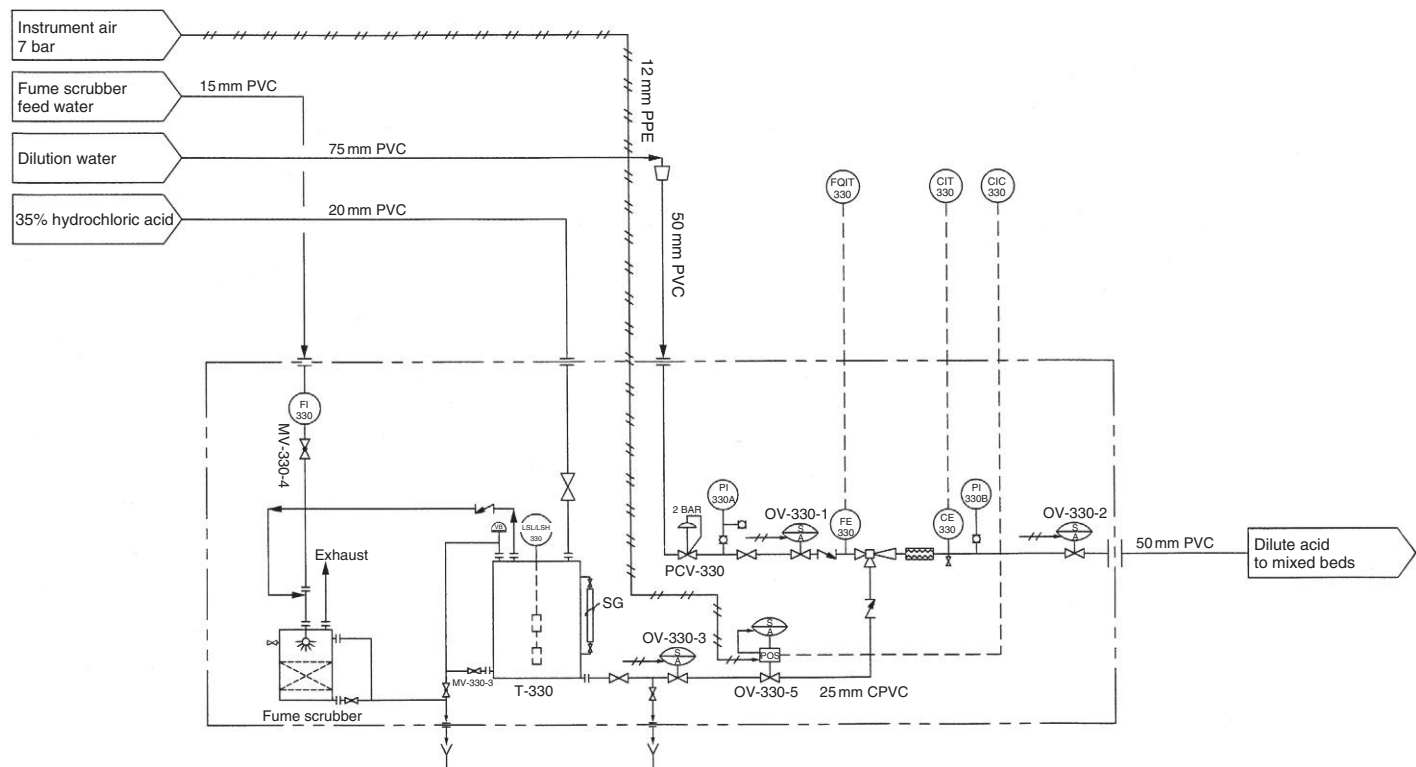 Instrument air
7 bar
Fume scrubber
feed water
15 mm PVC
Dilution water
75 mm PVC
35% hydrochloric acid
20 mm PVC
12 mm PPE
50 mm PVC
FQIT
330
CIT
330
CIC
330
FI
330
MV-330-4
VB
LSL/LSH
330
2 BAR
PI
330A
OV-330-1
S
A
FE
330
CE
330
PI
330B
OV-330-2
S
A
50 mm PVC
Dilute acid
to mixed beds
PCV-330
Exhaust
SG
OV-330-3
S
A
S
A
POS
MV-330-3
T-330
OV-330-5
25 mm CPVC
Fume scrubber